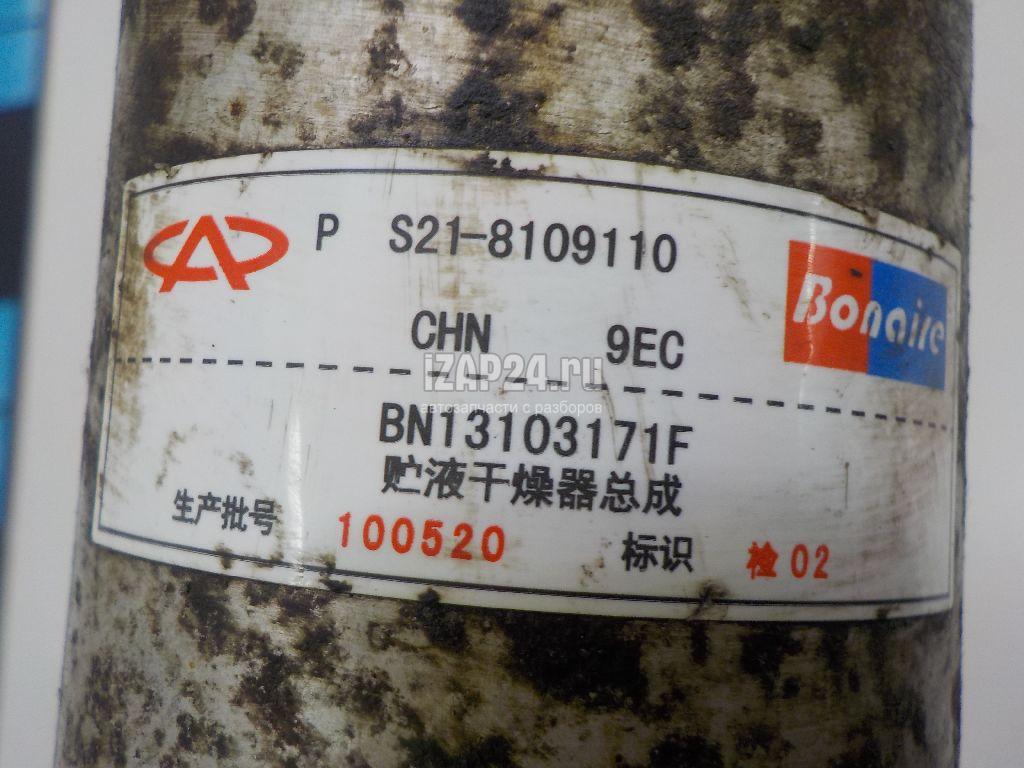 P S21-8109110
Bonaire
CHN 9EC
iZAP24.ru
автозапчасти с разборов
BN13103171F
贮液干燥器总成
生产批号 100520 标识 检02